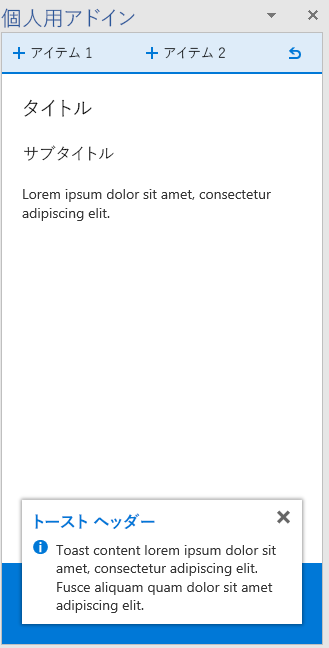 個人用アドイン
アイテム 1 アイテム 2
タイトル
サブタイトル
Lorem ipsum dolor sit amet, consectetur
adipiscing elit.
トースト ヘッダー
Toast content lorem ipsum dolor sit
amet, consectetur adipiscing elit.
Fusce aliquam quam dolor sit amet
adipiscing elit.